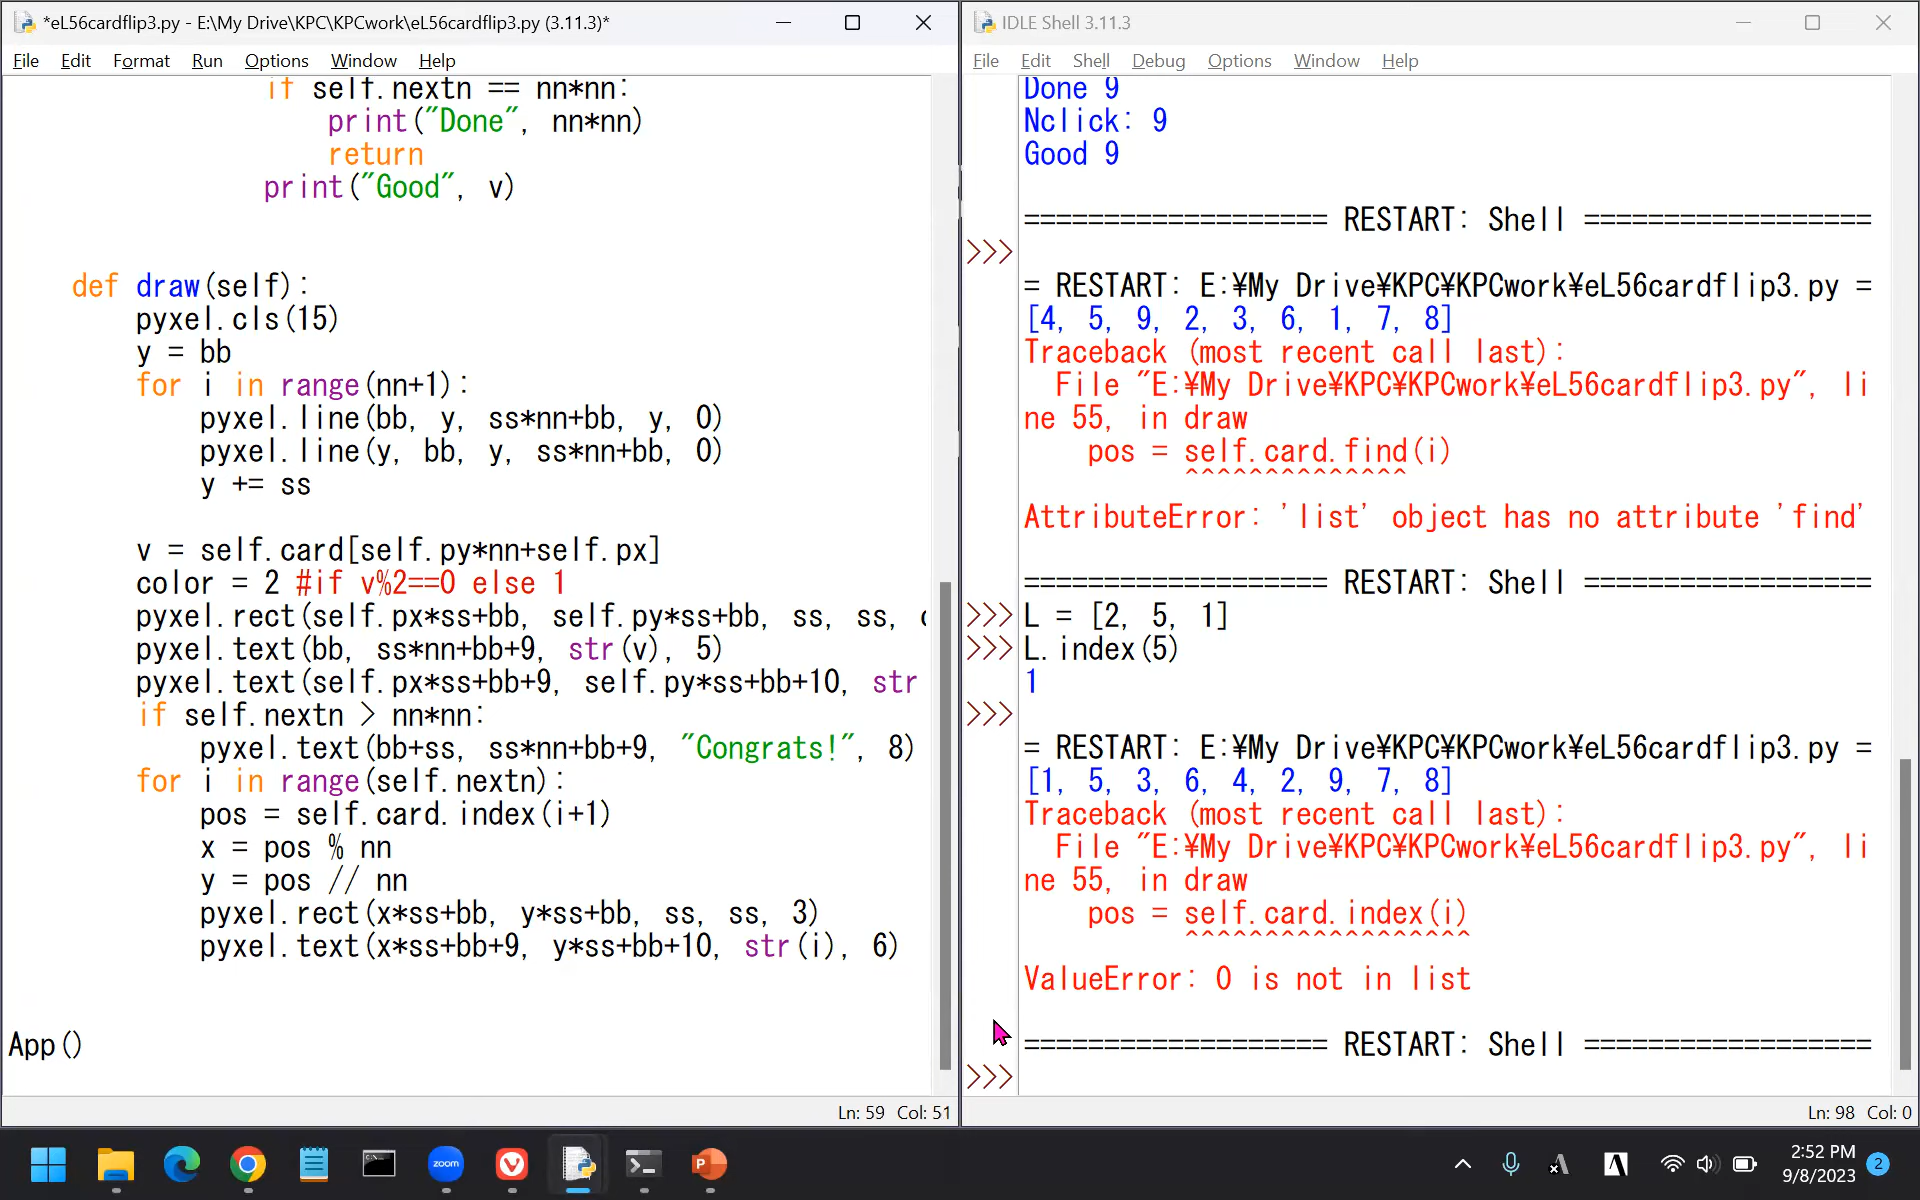 *eL56cardflip3.py - E:\My Drive\KPC\KPCwork\eL56cardflip3.py (3.11.3)*
File Edit Format Run Options Window Help
if self.nextn == nn*nn:
print("Done", nn*nn)
return
print("Good", v)
def draw(self):
pyxel.cls(15)
y = bb
for i in range(nn+1):
pyxel.line(bb, y, ss*nn+bb, y, 0)
pyxel.line(y, bb, y, ss*nn+bb, 0)
y += ss
v = self.card[self.py*nn+self.px]
color = 2 #if v%2==0 else 1
pyxel.rect(self.px*ss+bb, self.py*ss+bb, ss, ss,
pyxel.text(bb, ss*nn+bb+9, str(v), 5)
pyxel.text(self.px*ss+bb+9, self.py*ss+bb+10, str
if self.nextn > nn*nn:
pyxel.text(bb+ss, ss*nn+bb+9, "Congrats!", 8)
for i in range(self.nextn):
pos = self.card.index(i+1)
x = pos % nn
y = pos // nn
pyxel.rect(x*ss+bb, y*ss+bb, ss, ss, 3)
pyxel.text(x*ss+bb+9, y*ss+bb+10, str(i), 6)
App()
Ln: 59 Col: 51
IDLE Shell 3.11.3
File Edit Shell Debug Options Window Help
Done 9
Nclick: 9
Good 9
=================== RESTART: Shell ==================
>>>
= RESTART: E:¥My Drive¥KPC¥KPCwork¥eL56cardflip3.py =
[4, 5, 9, 2, 3, 6, 1, 7, 8]
Traceback (most recent call last):
File "E:¥My Drive¥KPC¥KPCwork¥eL56cardflip3.py", li
ne 55, in draw
pos = self.card.find(i)
^^^^^^^^^^^^^^
AttributeError: 'list' object has no attribute 'find'
=================== RESTART: Shell ==================
>>> L = [2, 5, 1]
>>> L.index(5)
1
>>>
= RESTART: E:¥My Drive¥KPC¥KPCwork¥eL56cardflip3.py =
[1, 5, 3, 6, 4, 2, 9, 7, 8]
Traceback (most recent call last):
File "E:¥My Drive¥KPC¥KPCwork¥eL56cardflip3.py", li
ne 55, in draw
pos = self.card.index(i)
^^^^^^^^^^^^^^^^^^
ValueError: 0 is not in list
=================== RESTART: Shell ==================
>>>
Ln: 98 Col: 0
zoom
P
A
A
2:52 PM
9/8/2023
2